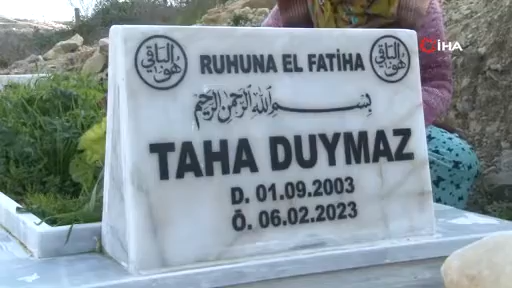 هو الباقي
RUHUNA EL FATİHA
هو الباقي
بسم الله الرحمن الرحيم
TAHA DUYMAZ
D. 01.09.2003
Ö. 06.02.2023
İHA